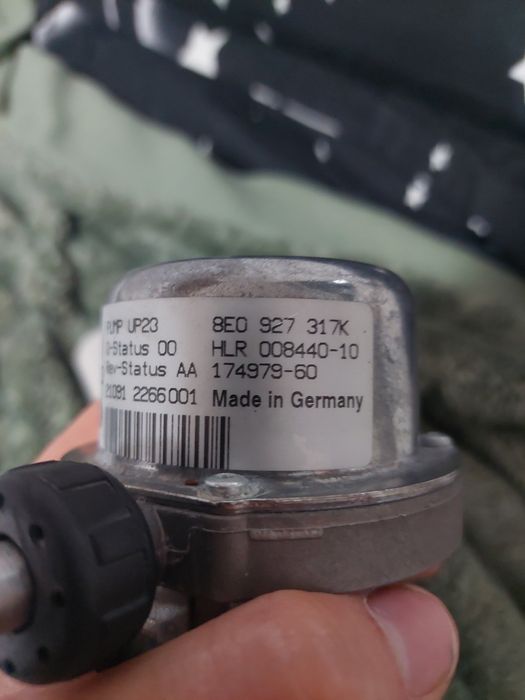 PUMP UP23 8E0 927 317K
Q-Status 00 HLR 008440-10
Rev-Status AA 174979-60
21091 2266001 Made in Germany